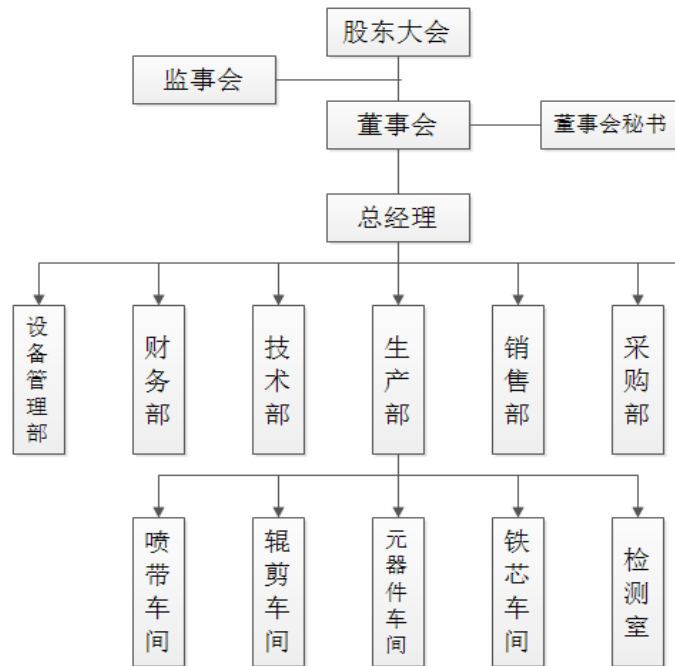 股东大会
监事会
董事会
董事会秘书
总经理
设备管理部
财务部
技术部
生产部
销售部
采购部
喷带车间
辊剪车间
元器件车间
铁芯车间
检测室